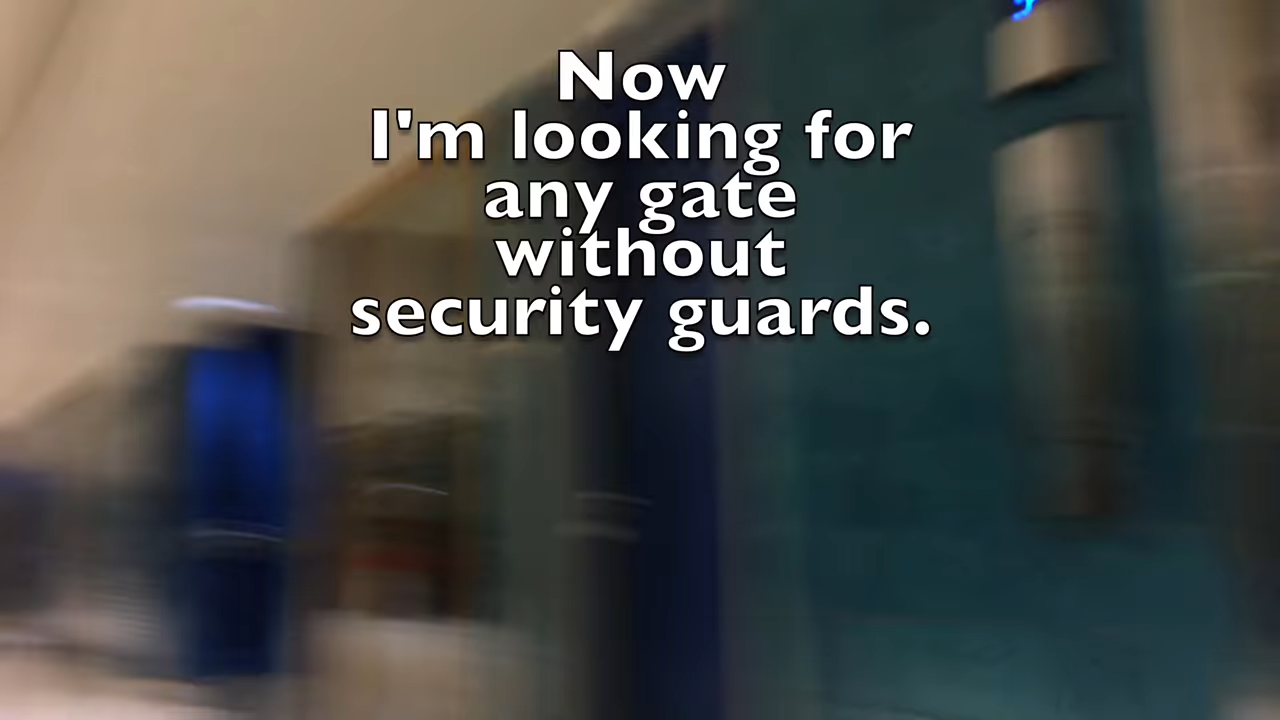 Now
I'm looking for
any gate
without
security guards.